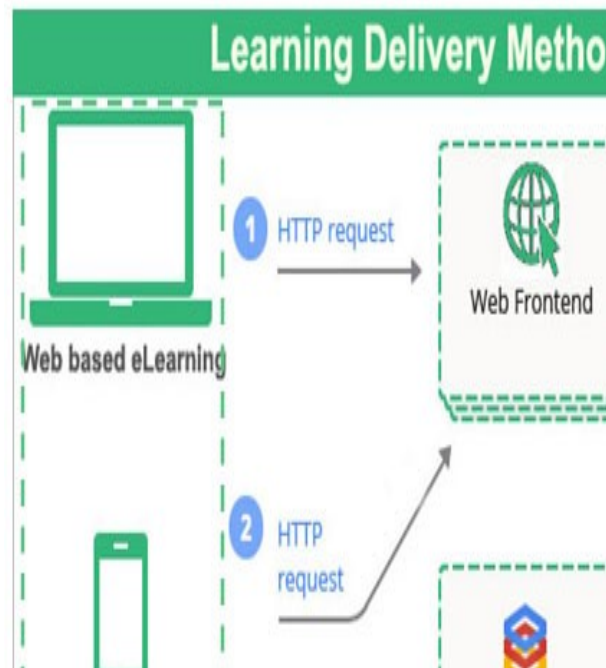 Learning Delivery Metho
1
HTTP request
Web Frontend
Web based eLearning
2
HTTP
request